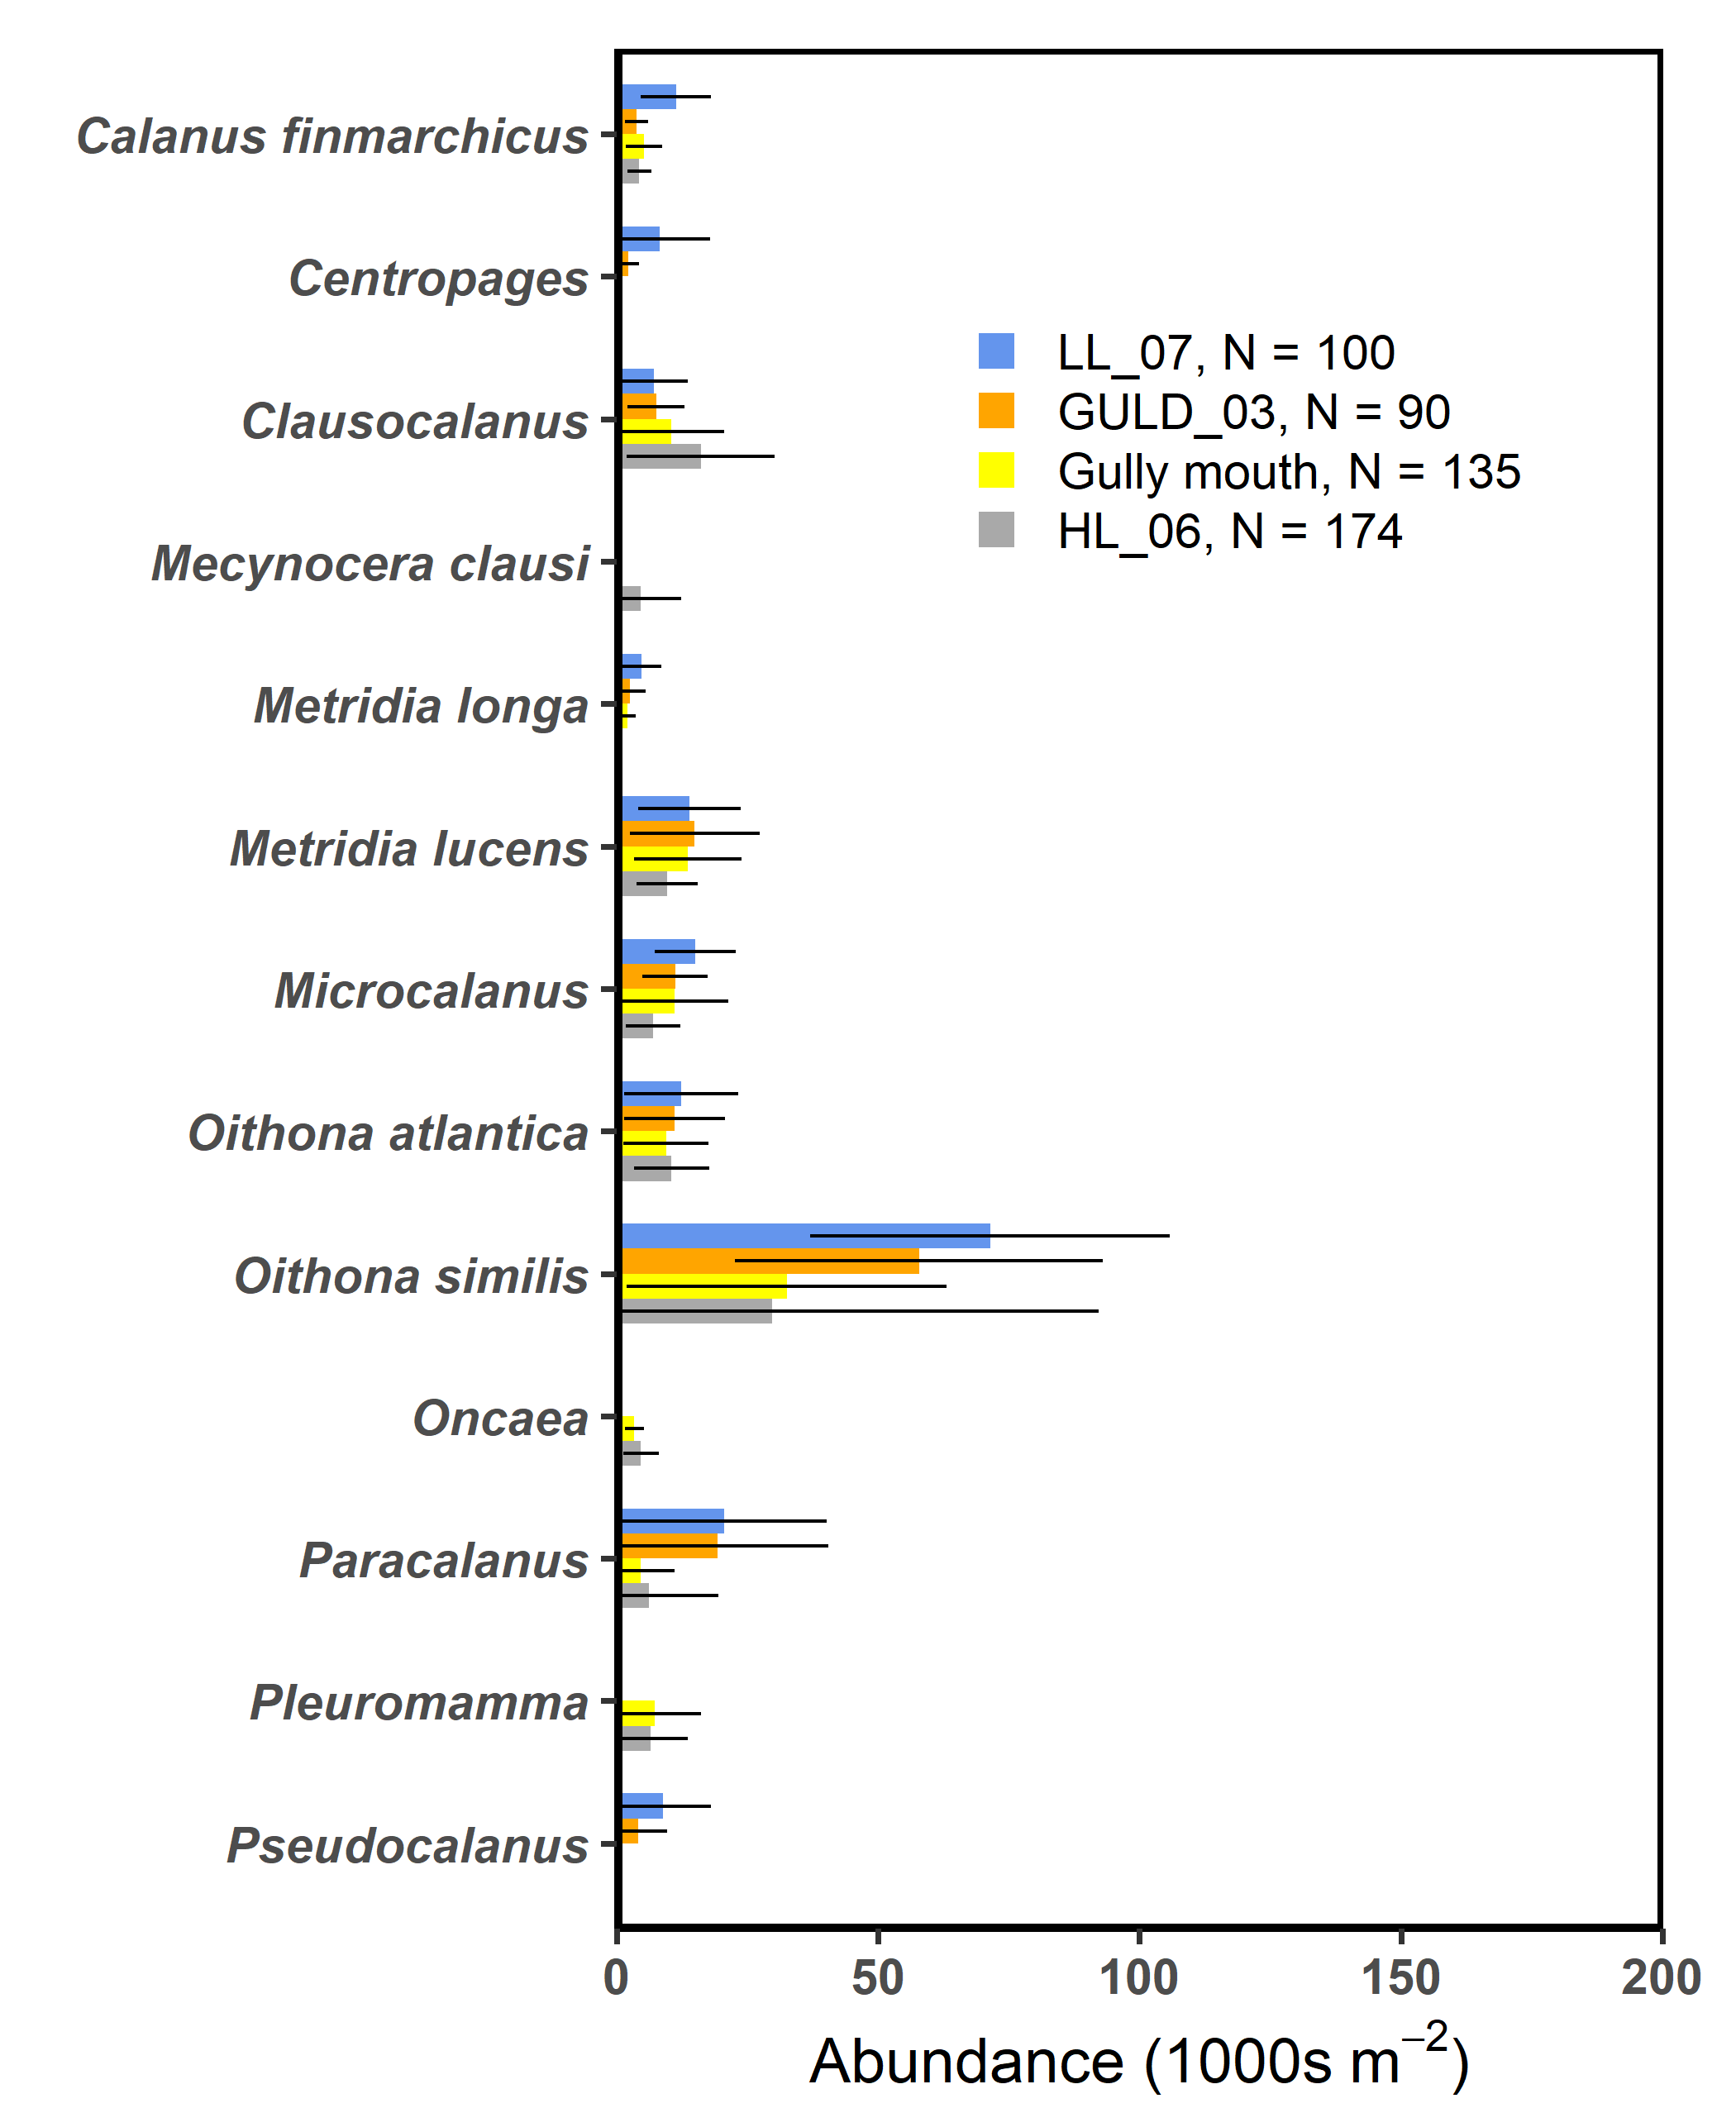 Calanus finmarchicus
Centropages
Clausocalanus
Mecynocera clausi
Metridia longa
Metridia lucens
Microcalanus
Oithona atlantica
Oithona similis
Oncaea
Paracalanus
Pleuromamma
Pseudocalanus
LL_07, N = 100
GULD_03, N = 90
Gully mouth, N = 135
HL_06, N = 174
0 50 100 150 200
Abundance (1000s m⁻²)